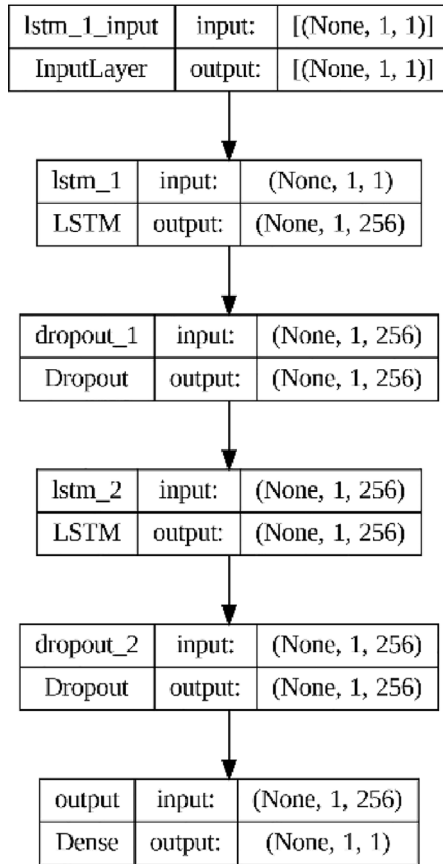 lstm_1_input input: [(None, 1, 1)]
InputLayer output: [(None, 1, 1)]
lstm_1 input: (None, 1, 1)
LSTM output: (None, 1, 256)
dropout_1 input: (None, 1, 256)
Dropout output: (None, 1, 256)
lstm_2 input: (None, 1, 256)
LSTM output: (None, 1, 256)
dropout_2 input: (None, 1, 256)
Dropout output: (None, 1, 256)
output input: (None, 1, 256)
Dense output: (None, 1, 1)